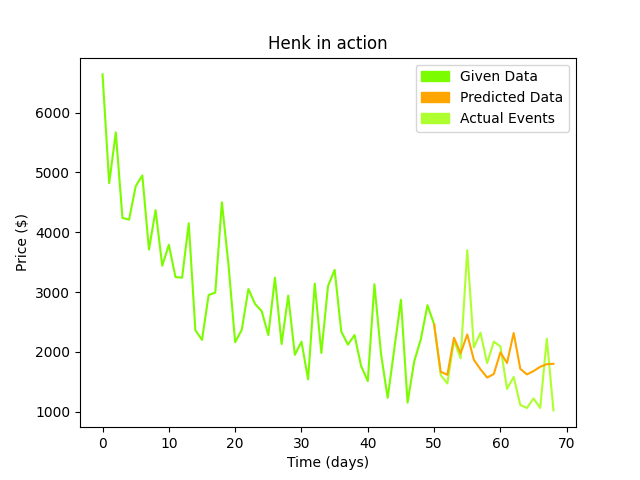 Henk in action
Given Data
Predicted Data
Actual Events
Price ($)
6000
5000
4000
3000
2000
1000
0 10 20 30 40 50 60 70
Time (days)